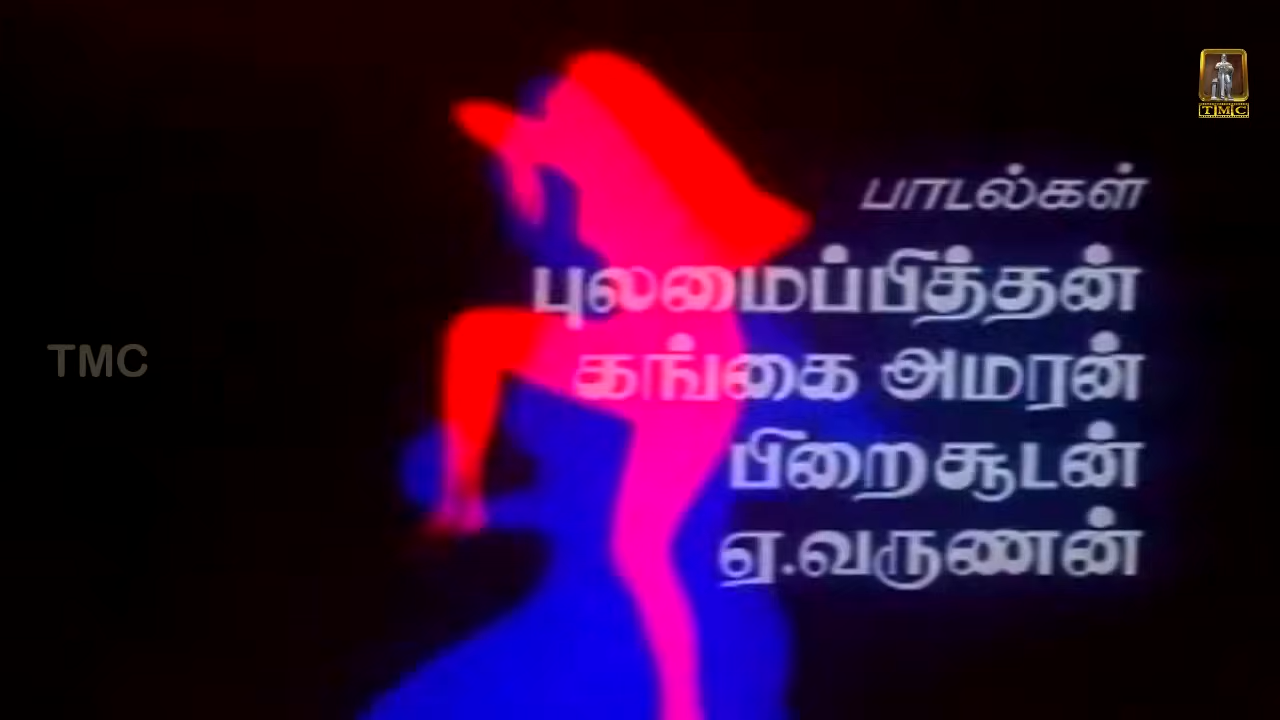 TMC
பாடல்கள்
புலமைப்பித்தன்
கங்கை அமரன்
பிறைசூடன்
ஏ.வருணன்
TMC